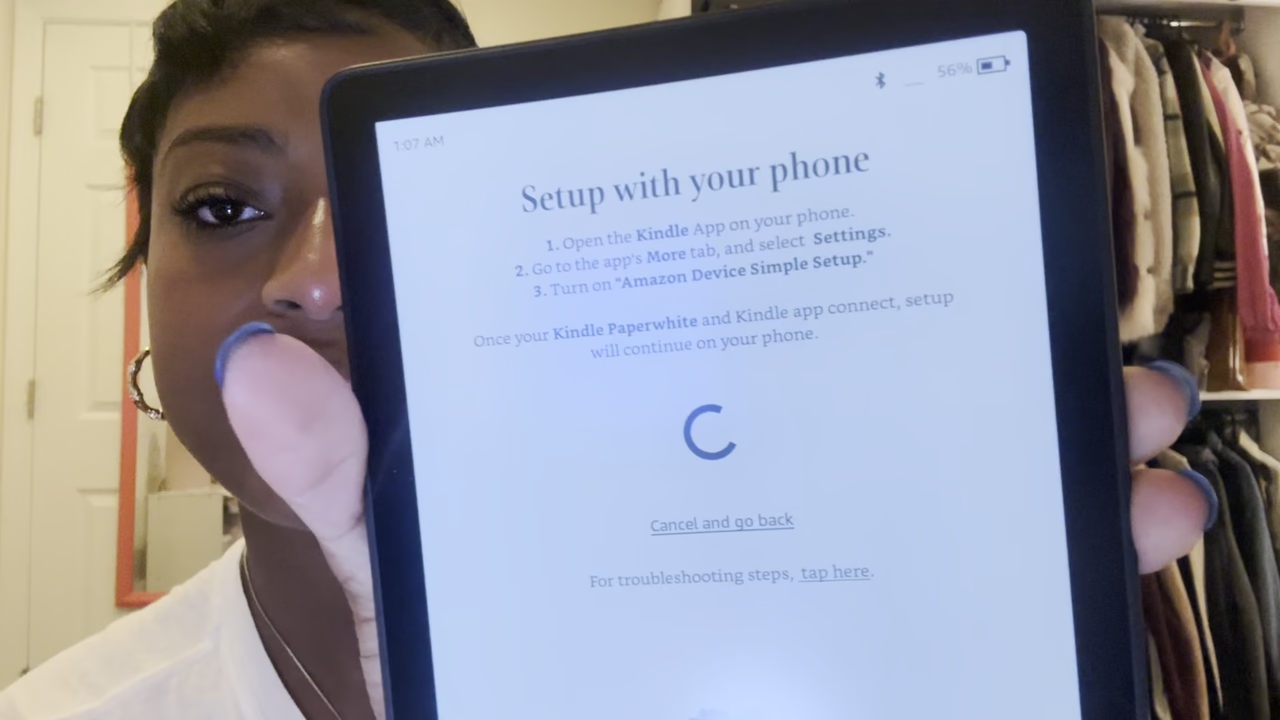 1:07 AM
56%
Setup with your phone
1. Open the Kindle App on your phone.
2. Go to the app's More tab, and select Settings.
3. Turn on "Amazon Device Simple Setup."
Once your Kindle Paperwhite and Kindle app connect, setup
will continue on your phone.
Cancel and go back
For troubleshooting steps, tap here.